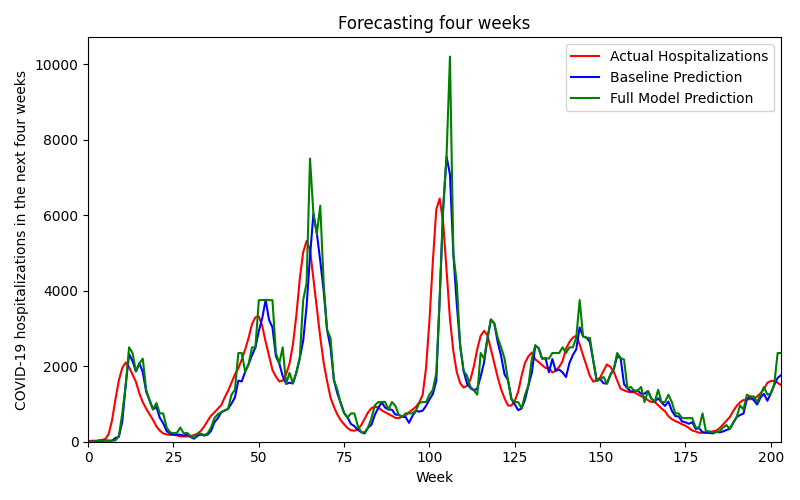 Forecasting four weeks
Actual Hospitalizations
Baseline Prediction
Full Model Prediction
COVID-19 hospitalizations in the next four weeks
10000
8000
6000
4000
2000
0
0 25 50 75 100 125 150 175 200
Week